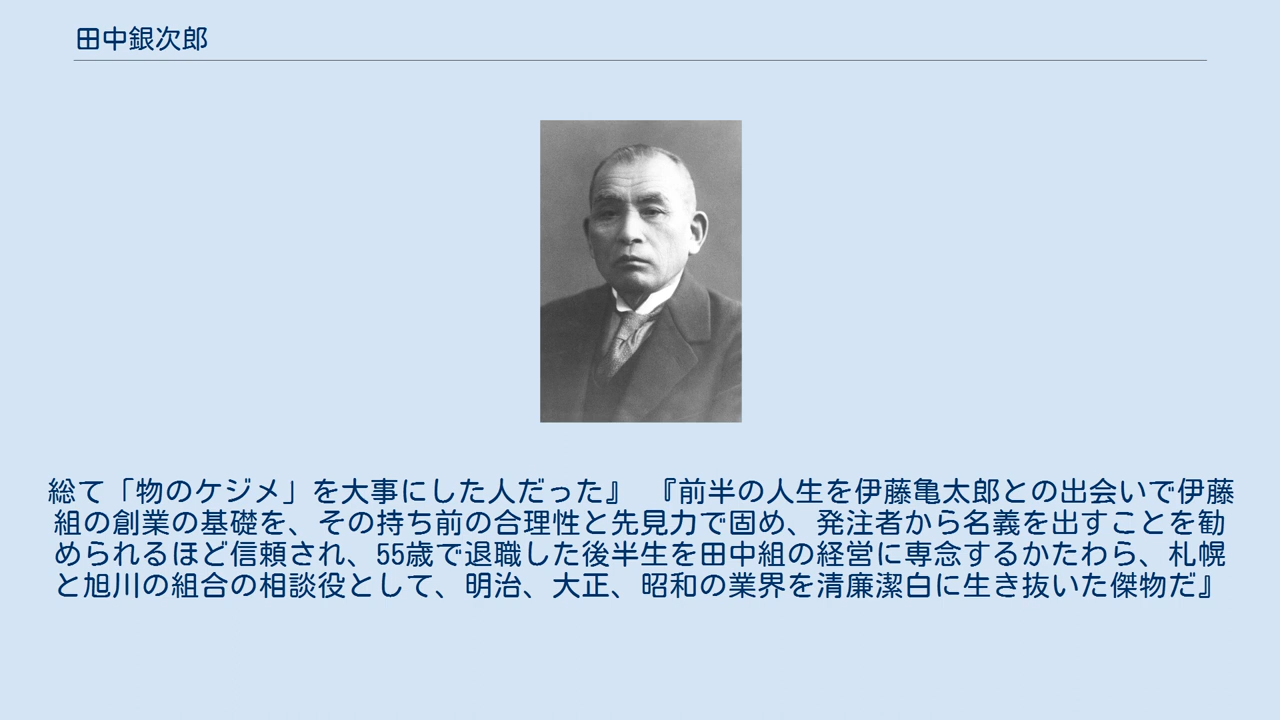 田中銀次郎
総て「物のケジメ」を大事にした人だった』　『前半の人生を伊藤亀太郎との出会いで伊藤
組の創業の基礎を、その持ち前の合理性と先見力で固め、発注者から名義を出すことを勧
められるほど信頼され、55歳で退職した後半生を田中組の経営に専念するかたわら、札幌
と旭川の組合の相談役として、明治、大正、昭和の業界を清廉潔白に生き抜いた傑物だ』